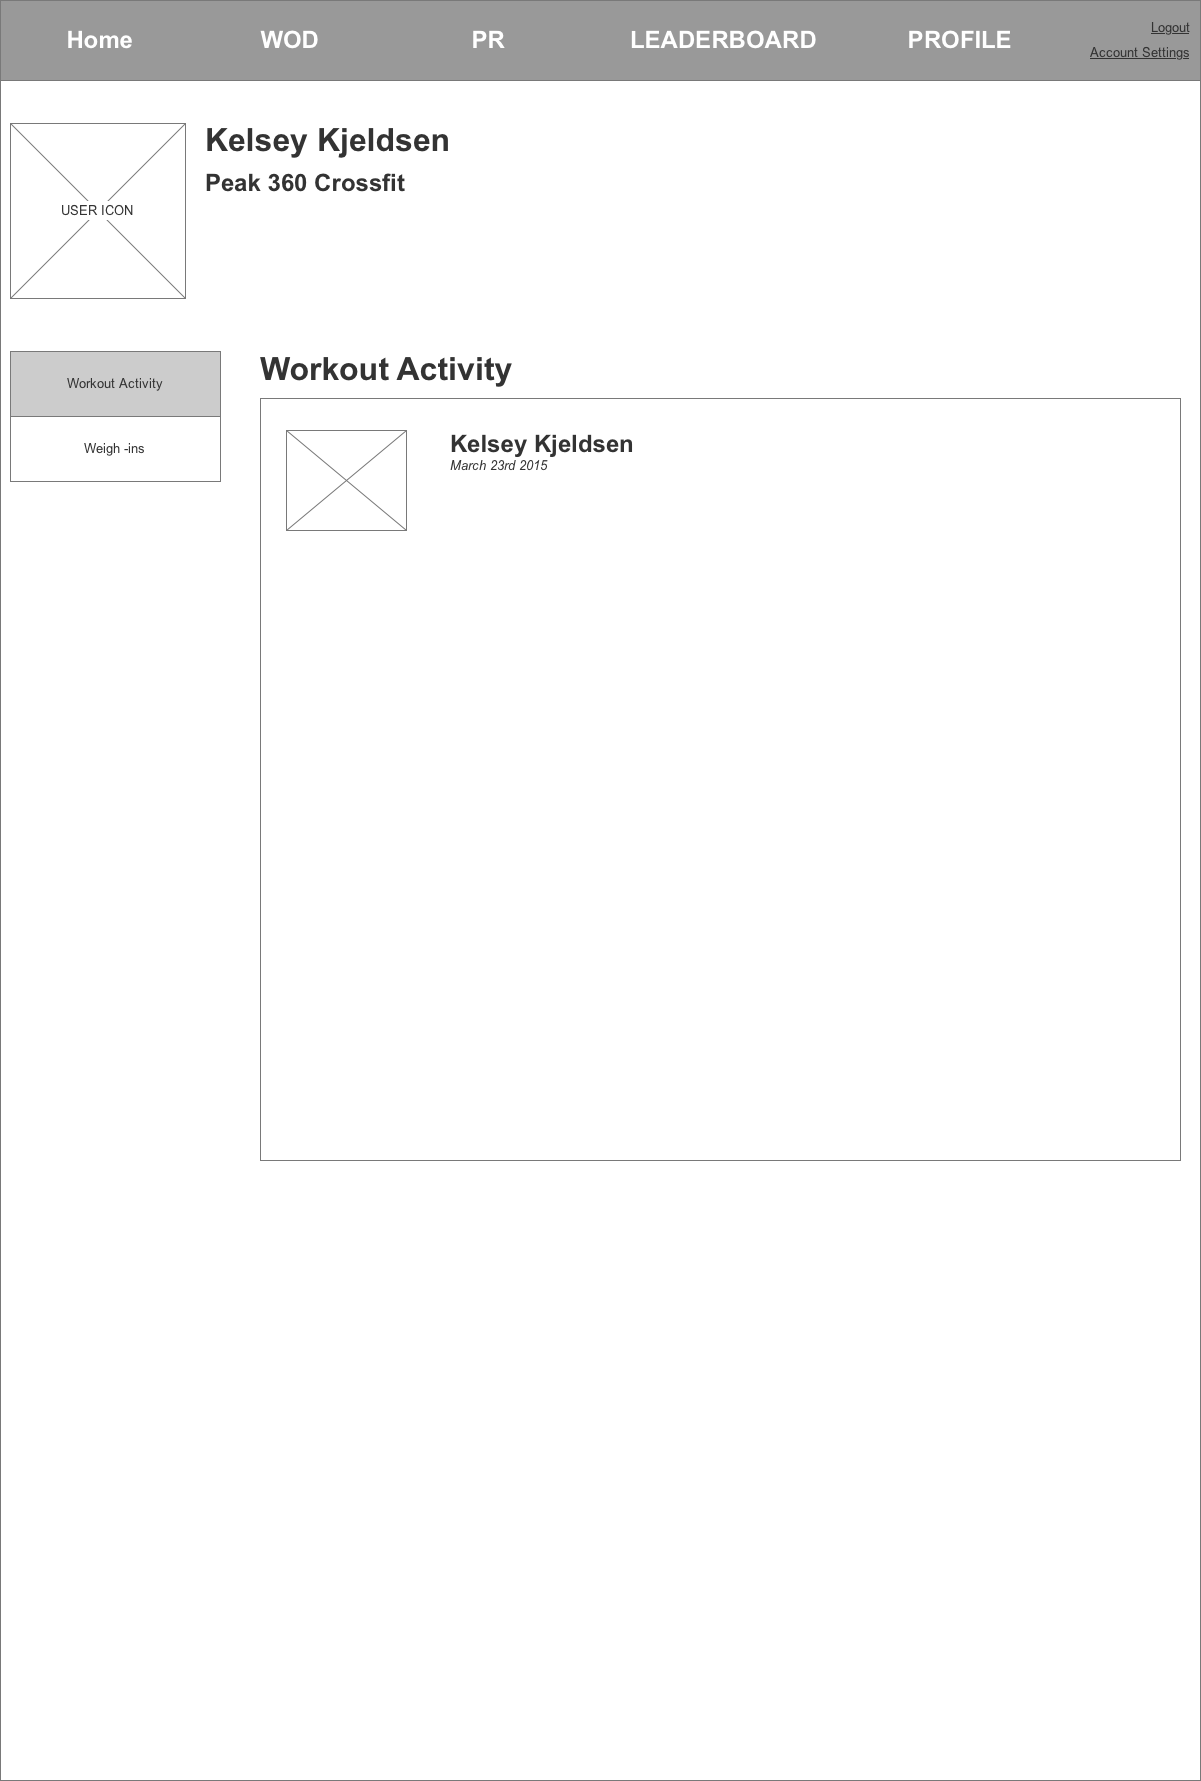 Home WOD PR LEADERBOARD PROFILE Logout
Account Settings
Kelsey Kjeldsen
Peak 360 Crossfit
USER ICON
Workout Activity
Weigh -ins
Workout Activity
Kelsey Kjeldsen
March 23rd 2015